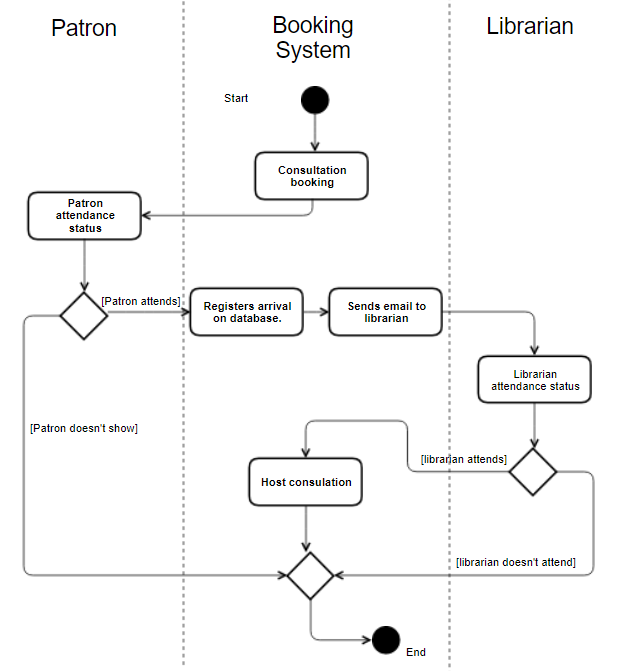 Patron
Booking
System
Librarian
Start
Consultation
booking
Patron
attendance
status
[Patron attends]
Registers arrival
on database.
Sends email to
librarian
Librarian
attendance status
[Patron doesn't show]
[librarian attends]
Host consulation
[librarian doesn't attend]
End